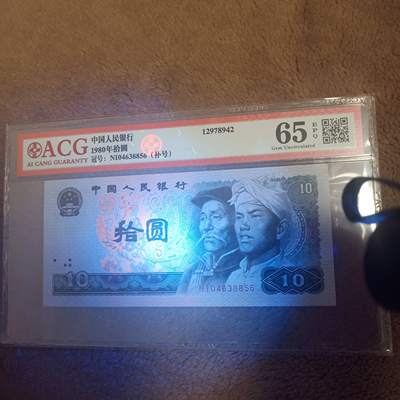 ACG
AI CANG GUARANTY
中国人民银行
1980年拾圆
冠号: NI04638856 (补号)
12978942
65 EPQ
Gem Uncirculated
中国人民银行
10
拾圆
NI04638856
10
10